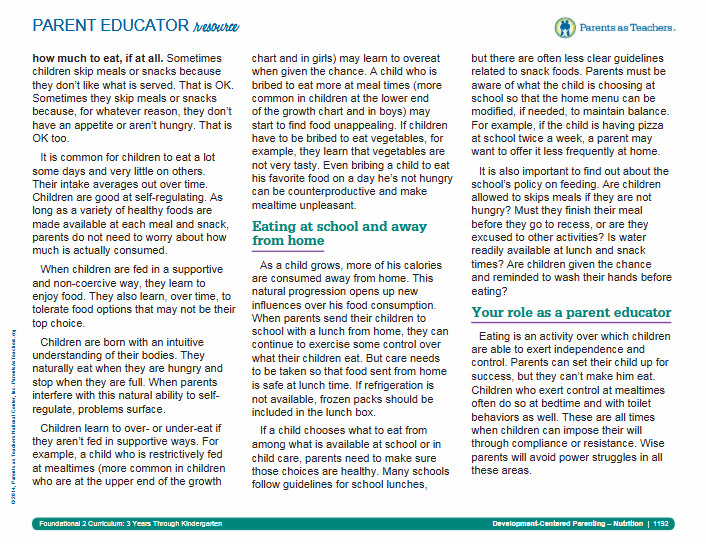 PARENT EDUCATOR resource
Parents as Teachers.
how much to eat, if at all. Sometimes
children skip meals or snacks because
they don't like what is served. That is OK.
Sometimes they skip meals or snacks
because, for whatever reason, they don't
have an appetite or aren't hungry. That is
OK too.
It is common for children to eat a lot
some days and very little on others.
Their intake averages out over time.
Children are good at self-regulating. As
long as a variety of healthy foods are
made available at each meal and snack,
parents do not need to worry about how
much is actually consumed.
When children are fed in a supportive
and non-coercive way, they learn to
enjoy food. They also learn, over time, to
tolerate food options that may not be their
top choice.
Children are born with an intuitive
understanding of their bodies. They
naturally eat when they are hungry and
stop when they are full. When parents
interfere with this natural ability to self-
regulate, problems surface.
Children learn to over- or under-eat if
they aren't fed in supportive ways. For
example, a child who is restrictively fed
at mealtimes (more common in children
who are at the upper end of the growth
chart and in girls) may learn to overeat
when given the chance. A child who is
bribed to eat more at meal times (more
common in children at the lower end
of the growth chart and in boys) may
start to find food unappealing. If children
have to be bribed to eat vegetables, for
example, they learn that vegetables are
not very tasty. Even bribing a child to eat
his favorite food on a day he's not hungry
can be counterproductive and make
mealtime unpleasant.
Eating at school and away
from home
As a child grows, more of his calories
are consumed away from home. This
natural progression opens up new
influences over his food consumption.
When parents send their children to
school with a lunch from home, they can
continue to exercise some control over
what their children eat. But care needs
to be taken so that food sent from home
is safe at lunch time. If refrigeration is
not available, frozen packs should be
included in the lunch box.
If a child chooses what to eat from
among what is available at school or in
child care, parents need to make sure
those choices are healthy. Many schools
follow guidelines for school lunches,
but there are often less clear guidelines
related to snack foods. Parents must be
aware of what the child is choosing at
school so that the home menu can be
modified, if needed, to maintain balance.
For example, if the child is having pizza
at school twice a week, a parent may
want to offer it less frequently at home.
It is also important to find out about the
school's policy on feeding. Are children
allowed to skips meals if they are not
hungry? Must they finish their meal
before they go to recess, or are they
excused to other activities? Is water
readily available at lunch and snack
times? Are children given the chance
and reminded to wash their hands before
eating?
Your role as a parent educator
Eating is an activity over which children
are able to exert independence and
control. Parents can set their child up for
success, but they can't make him eat.
Children who exert control at mealtimes
often do so at bedtime and with toilet
behaviors as well. These are all times
when children can impose their will
through compliance or resistance. Wise
parents will avoid power struggles in all
these areas.
© 2014, Parents as Teachers National Center, Inc. ParentsAsTeachers.org
Foundational 2 Curriculum: 3 Years Through Kindergarten
Development-Centered Parenting – Nutrition | 1192